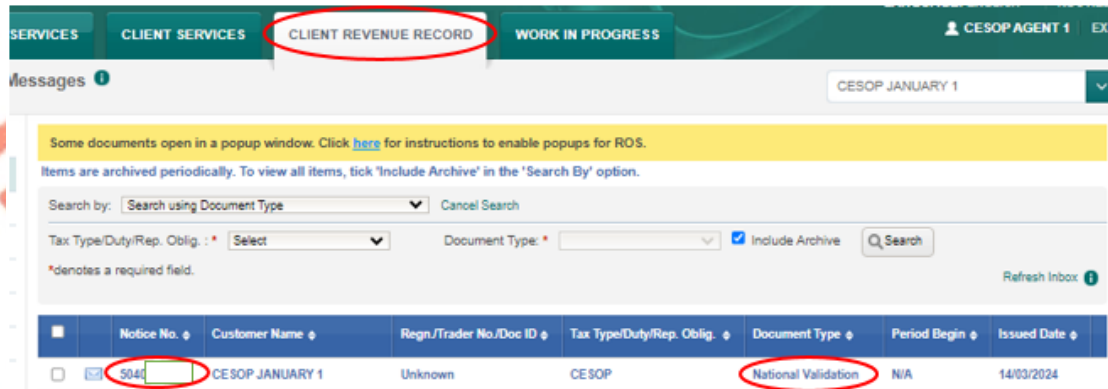 SERVICES CLIENT SERVICES CLIENT REVENUE RECORD WORK IN PROGRESS CESOP AGENT 1 EX
Messages
CESOP JANUARY 1
Some documents open in a popup window. Click here for instructions to enable popups for ROS.
Items are archived periodically. To view all items, tick 'Include Archive' in the 'Search By' option.
Search by: Search using Document Type Cancel Search
Tax Type/Duty/Rep. Oblig. : * Select Document Type: * Include Archive Search
*denotes a required field.
Refresh Inbox
Notice No. Customer Name Regn./Trader No./Doc ID Tax Type/Duty/Rep. Oblig. Document Type Period Begin Issued Date
5040 CESOP JANUARY 1 Unknown CESOP National Validation N/A 14/03/2024